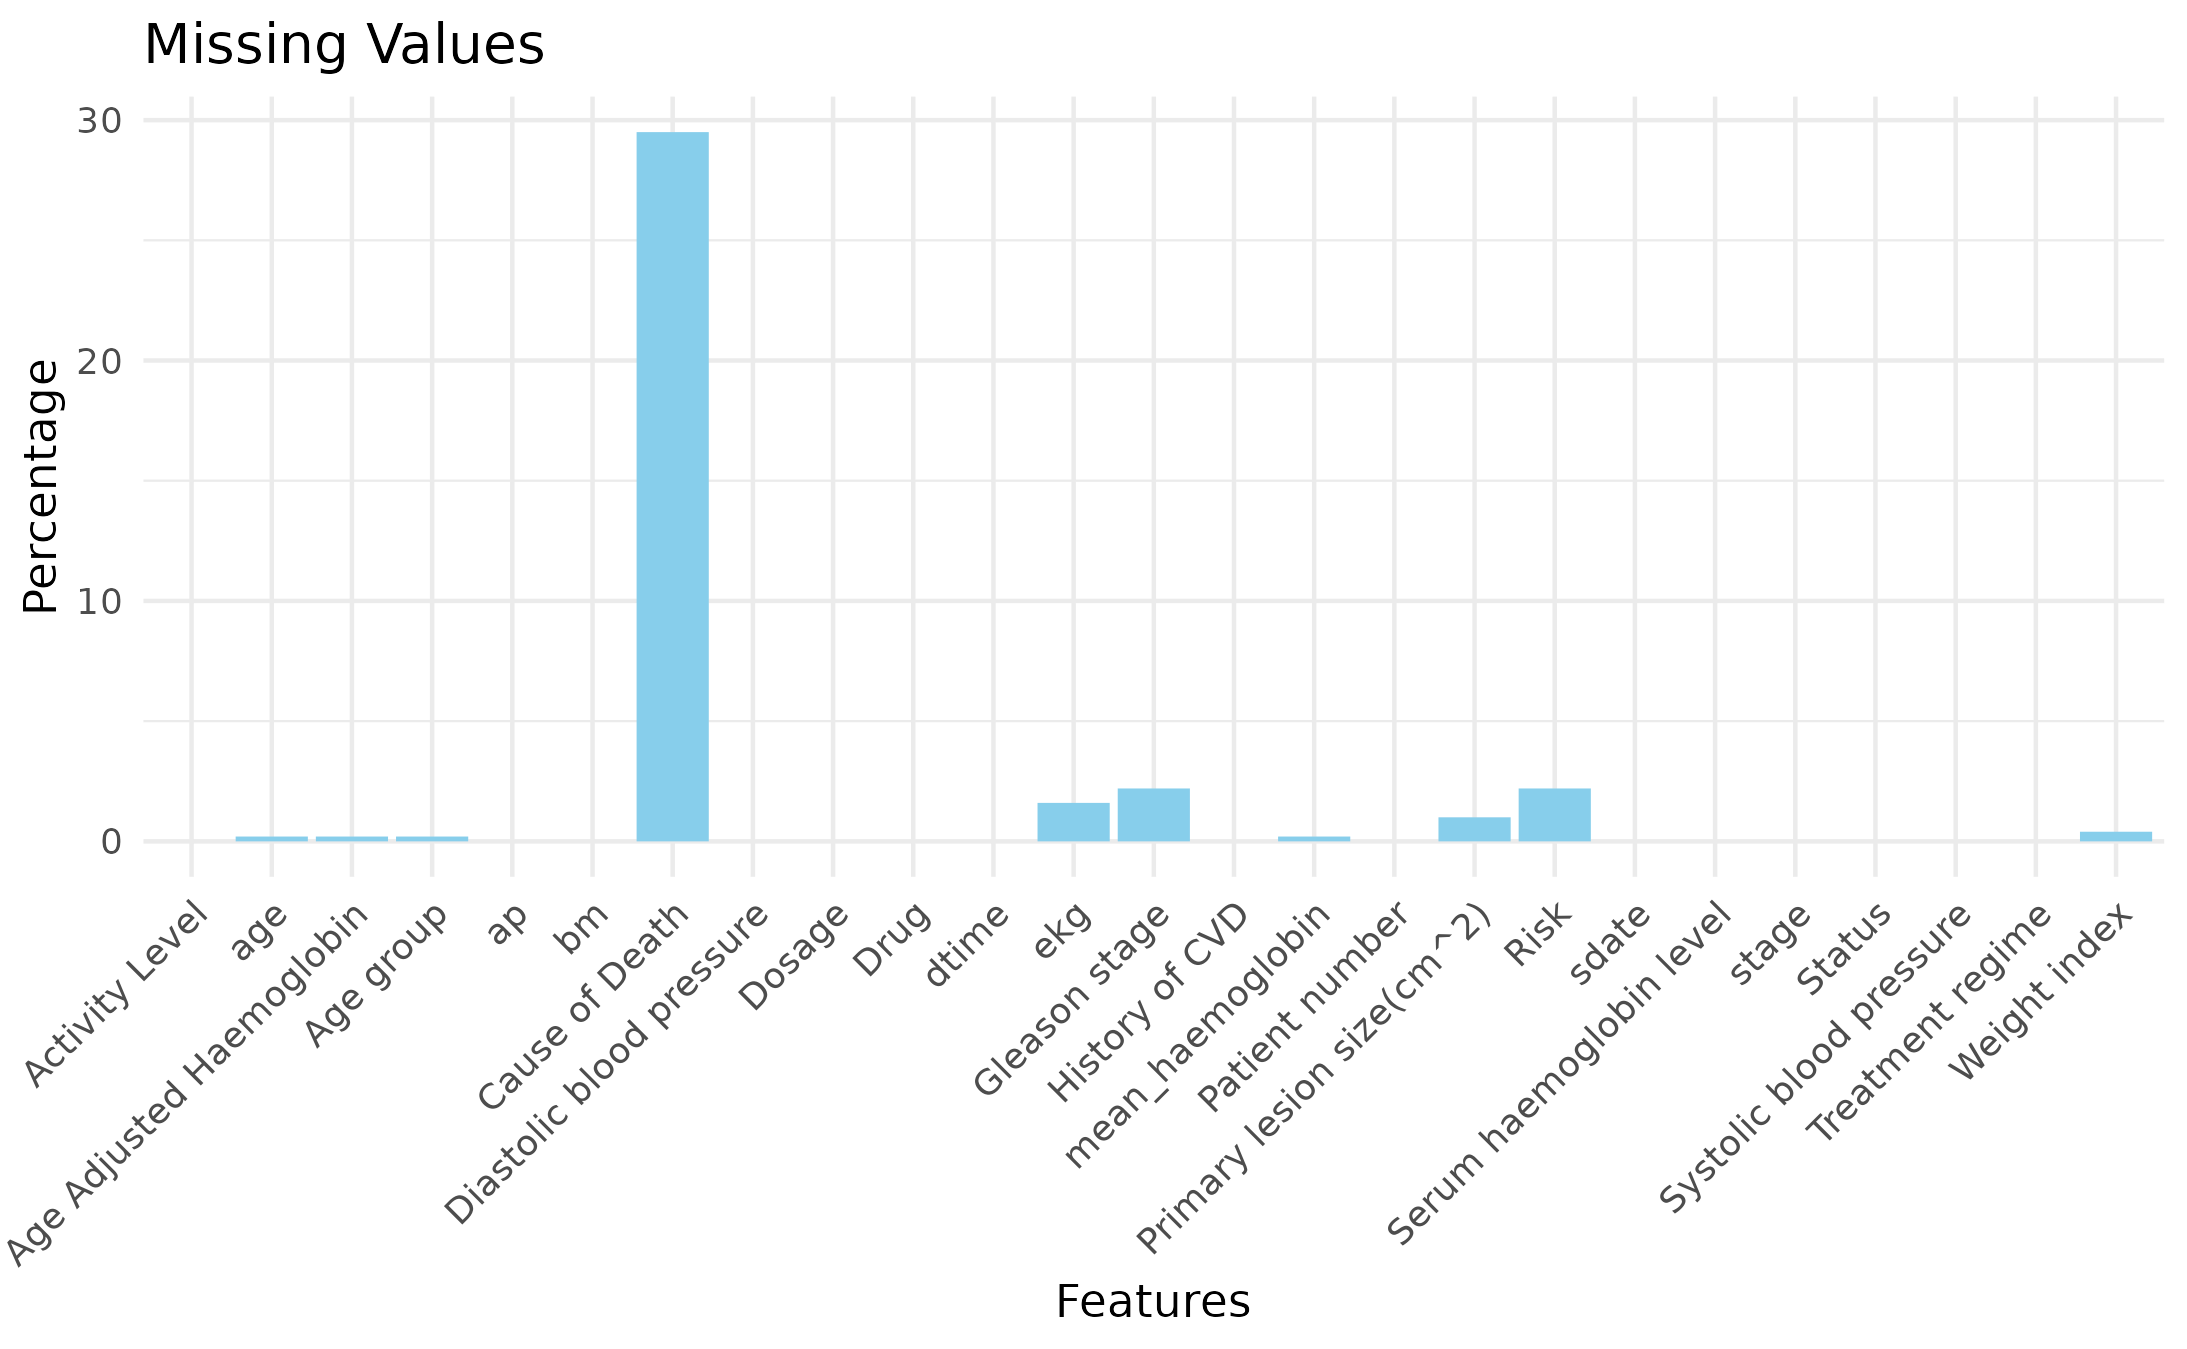 Missing Values
Percentage
30
20
10
0
Activity Level
age
Age Adjusted Haemoglobin
Age group
ap
bm
Cause of Death
Diastolic blood pressure
Dosage
Drug
dtime
ekg
Gleason stage
History of CVD
mean_haemoglobin
Patient number
Primary lesion size(cm^2)
Risk
sdate
Serum haemoglobin level
stage
Status
Systolic blood pressure
Treatment regime
Weight index
Features